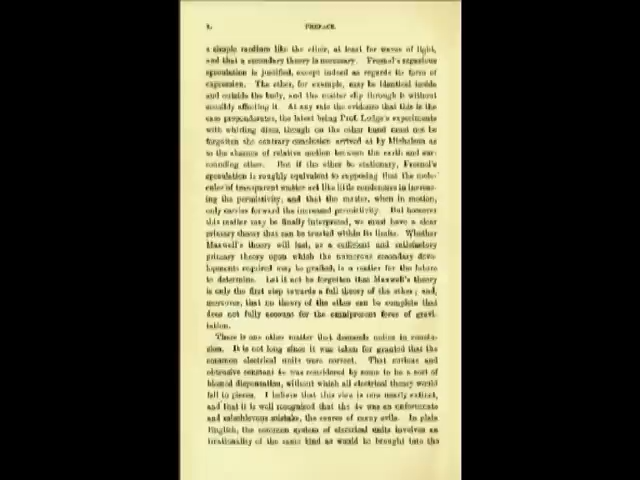 x. PREFACE.
a simple medium like the ether, at least for waves of light,
and that a secondary theory is necessary. Fresnel's sagacious
speculation is justified, except indeed as regards its form of
expression. The ether, for example, may be identical inside
and outside the body, and the matter slip through it without
sensibly affecting it. At any rate the evidence that this is the
case preponderates, the latest being Prof. Lodge's experiments
with whirling discs, though on the other hand must not be
forgotten the contrary conclusion arrived at by Michelson as
to the absence of relative motion between the earth and sur-
rounding ether. But if the ether be stationary, Fresnel's
speculation is roughly equivalent to supposing that the mole-
cules of transparent matter act like little condensers in increas-
ing the permittivity, and that the matter, when in motion,
only carries forward the increased permittivity. But however
this matter may be finally interpreted, we must have a clear
primary theory that can be trusted within its limits. Whether
Maxwell's theory will last, as a sufficient and satisfactory
primary theory upon which the numerous secondary deve-
lopments required may be grafted, is a matter for the future
to determine. Let it not be forgotten that Maxwell's theory
is only the first step towards a full theory of the ether; and,
moreover, that no theory of the ether can be complete that
does not fully account for the omnipresent force of gravi-
tation.
There is one other matter that demands notice in conclu-
sion. It is not long since it was taken for granted that the
common electrical units were correct. That curious and
obtrusive constant 4π was considered by some to be a sort of
blessed dispensation, without which all electrical theory would
fall to pieces. I believe that this view is now nearly extinct,
and that it is well recognised that the 4π was an unfortunate
and mischievous mistake, the source of many evils. In plain
English, the common system of electrical units involves an
irrationality of the same kind as would be brought into the